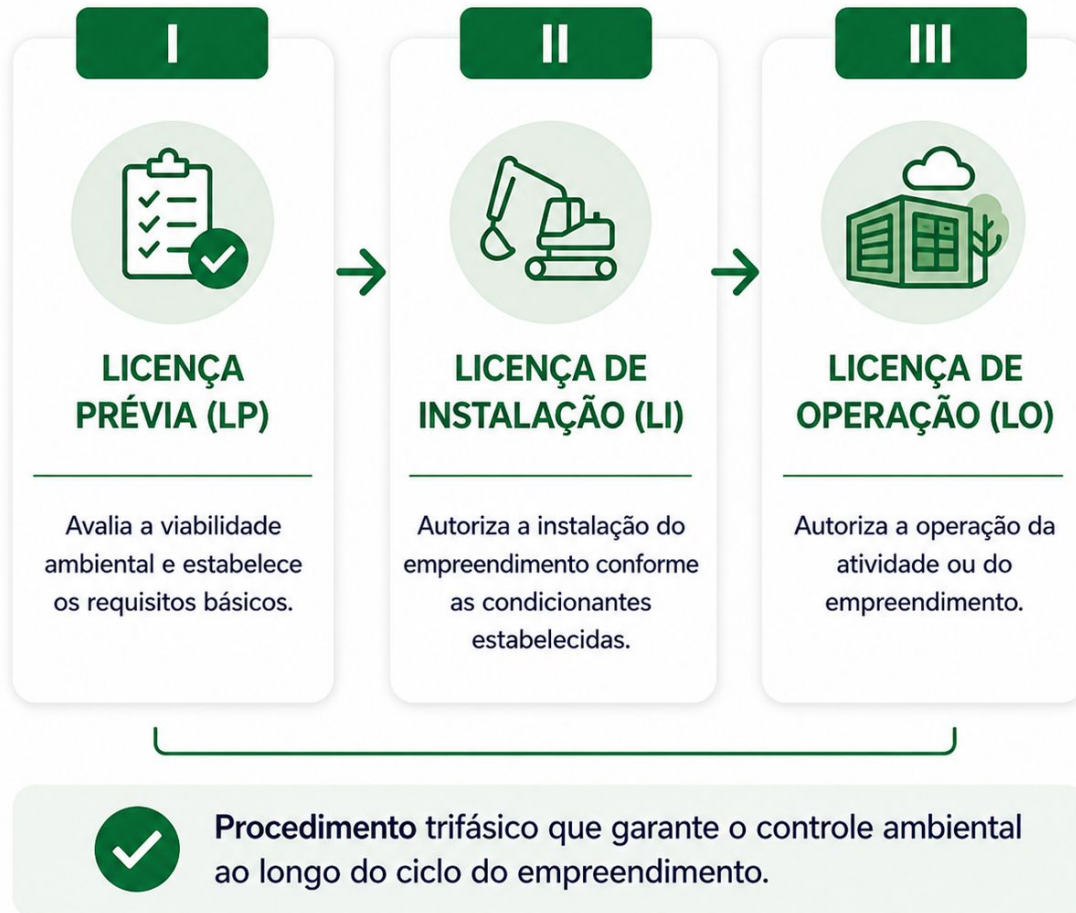 I
II
III
LICENÇA
PRÉVIA (LP)
Avalia a viabilidade
ambiental e estabelece
os requisitos básicos.
LICENÇA DE
INSTALAÇÃO (LI)
Autoriza a instalação do
empreendimento conforme
as condicionantes
estabelecidas.
LICENÇA DE
OPERAÇÃO (LO)
Autoriza a operação da
atividade ou do
empreendimento.
Procedimento trifásico que garante o controle ambiental
ao longo do ciclo do empreendimento.